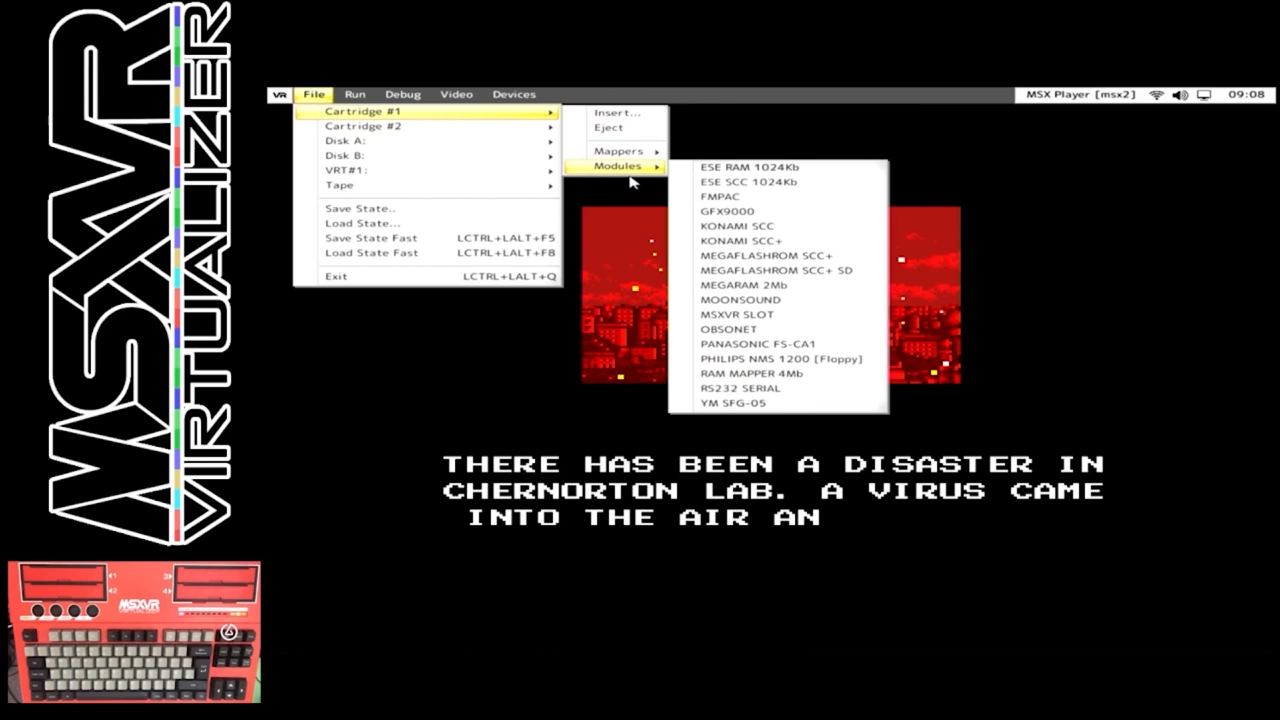 MSXVR
VIRTUALIZER
VR File Run Debug Video Devices
MSX Player [msx2] 09:08
Cartridge #1
Cartridge #2
Disk A:
Disk B:
VRT#1:
Tape
Save State..
Load State...
Save State Fast LCTRL+LALT+F5
Load State Fast LCTRL+LALT+F8
Exit LCTRL+LALT+Q
Insert...
Eject
Mappers
Modules
ESE RAM 1024Kb
ESE SCC 1024Kb
FMPAC
GFX9000
KONAMI SCC
KONAMI SCC+
MEGAFLASHROM SCC+
MEGAFLASHROM SCC+ SD
MEGARAM 2Mb
MOONSOUND
MSXVR SLOT
OBSONET
PANASONIC FS-CA1
PHILIPS NMS 1200 [Floppy]
RAM MAPPER 4Mb
RS232 SERIAL
YM SFG-05
THERE HAS BEEN A DISASTER IN
CHERNORTON LAB. A VIRUS CAME
INTO THE AIR AN
1
2
3
4
MSXVR